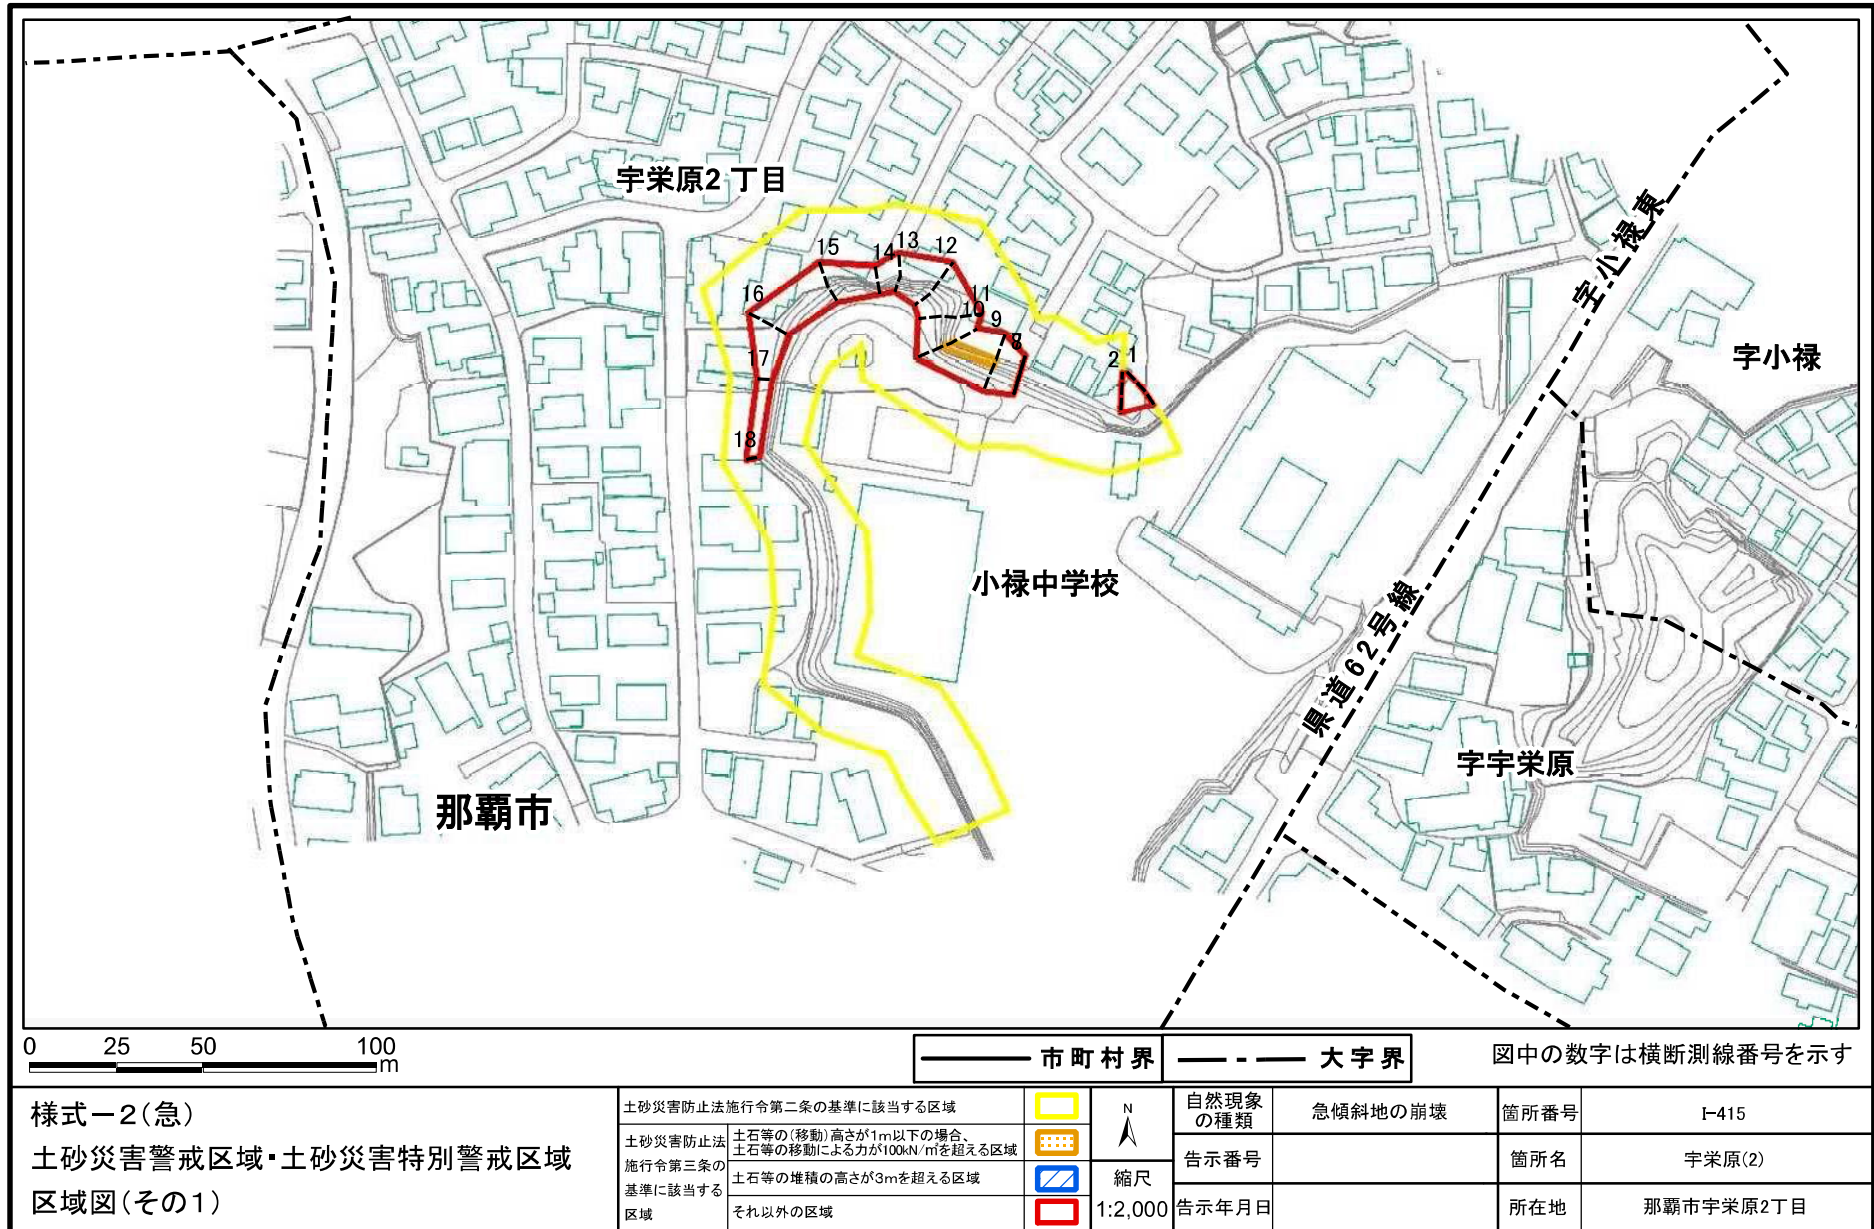 宇栄原2丁目
字小禄東
字小禄
13
12
14
15
11
16
10
9
8
1
2
17
18
小禄中学校
県道62号線
字宇栄原
那覇市
0 25 50 100
m
市町村界
大字界
図中の数字は横断測線番号を示す
様式－2(急)
土砂災害警戒区域・土砂災害特別警戒区域
区域図(その1)
土砂災害防止法施行令第二条の基準に該当する区域
土砂災害防止法
施行令第三条の
基準に該当する
区域
土石等の(移動)高さが1m以下の場合、
土石等の移動による力が100kN/㎡を超える区域
土石等の堆積の高さが3mを超える区域
それ以外の区域
N
縮尺
1:2,000
自然現象
の種類
急傾斜地の崩壊
箇所番号
I-415
告示番号
箇所名
宇栄原(2)
告示年月日
所在地
那覇市宇栄原2丁目